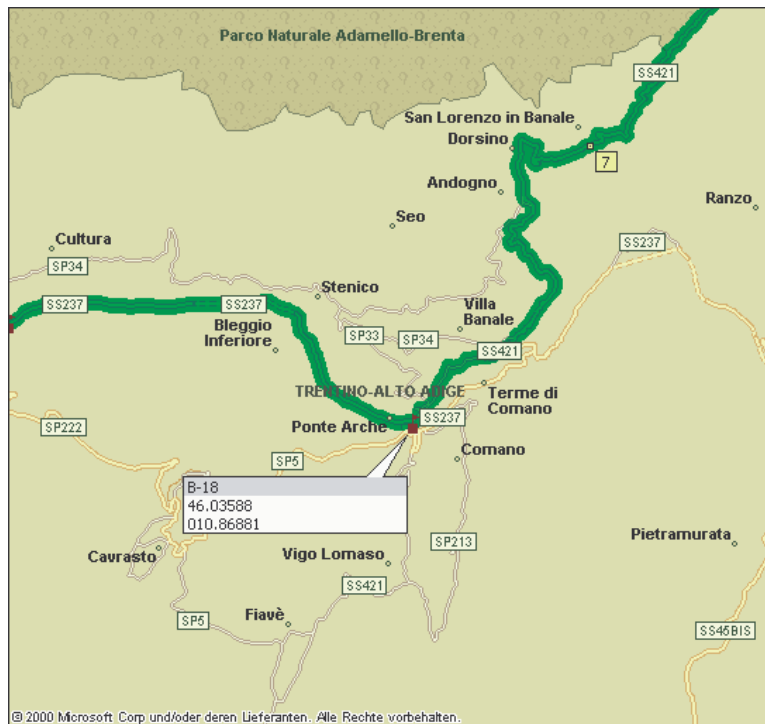 Parco Naturale Adamello-Brenta
SS421
San Lorenzo in Banale
Dorsino
7
Andogno
Ranzo
Seo
Cultura
SS237
SP34
Stenico
SS237
SS237
Villa
Banale
Bleggio
Inferiore
SP33
SP34
SS421
TRENTINO-ALTO ADIGE
Terme di
Comano
Ponte Arche
SS237
SP222
SP5
Comano
B-18
46.03588
010.86881
Cavrasto
Vigo Lomaso
SP213
Pietramurata
SS421
Fiavè
SP5
SS45BIS
© 2000 Microsoft Corp und/oder deren Lieferanten. Alle Rechte vorbehalten.